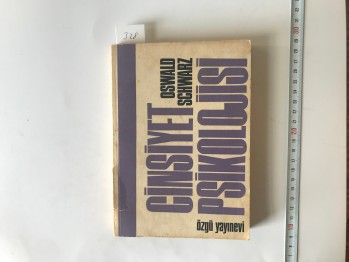 OSWALD
SCHWARZ
CİNSİYET
PSİKOLOJİSİ
özgü yayınevi